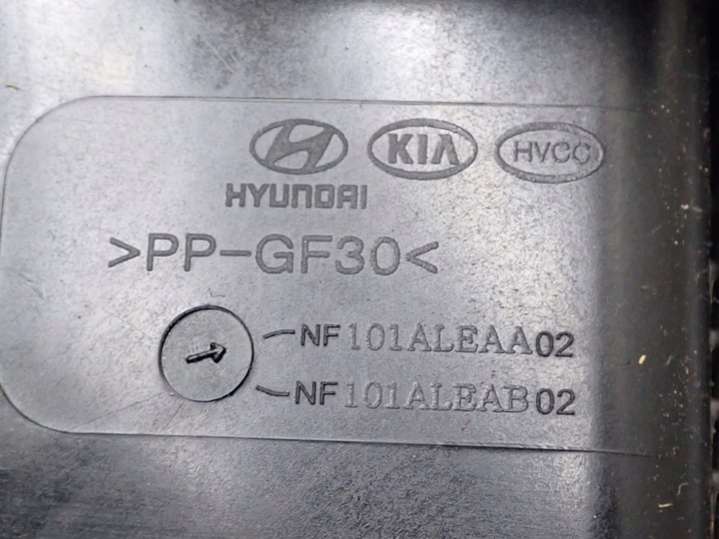 KIA HVCC
HYUNDAI
>PP-GF30<
NF101ALEAA02
NF101ALEAB02